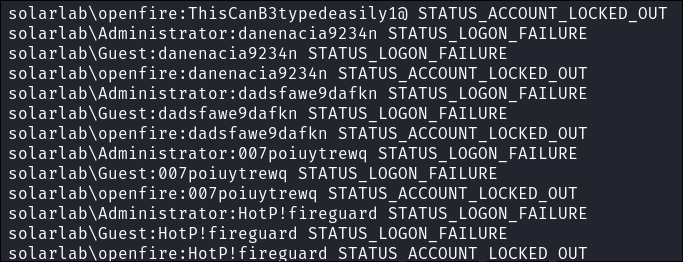 solarlab\openfire:ThisCanB3typedeasily1@ STATUS_ACCOUNT_LOCKED_OUT
solarlab\Administrator:danenacia9234n STATUS_LOGON_FAILURE
solarlab\Guest:danenacia9234n STATUS_LOGON_FAILURE
solarlab\openfire:danenacia9234n STATUS_ACCOUNT_LOCKED_OUT
solarlab\Administrator:dadsfawe9dafkn STATUS_LOGON_FAILURE
solarlab\Guest:dadsfawe9dafkn STATUS_LOGON_FAILURE
solarlab\openfire:dadsfawe9dafkn STATUS_ACCOUNT_LOCKED_OUT
solarlab\Administrator:007poiuytrewq STATUS_LOGON_FAILURE
solarlab\Guest:007poiuytrewq STATUS_LOGON_FAILURE
solarlab\openfire:007poiuytrewq STATUS_ACCOUNT_LOCKED_OUT
solarlab\Administrator:HotP!fireguard STATUS_LOGON_FAILURE
solarlab\Guest:HotP!fireguard STATUS_LOGON_FAILURE
solarlab\openfire:HotP!fireguard STATUS_ACCOUNT_LOCKED_OUT